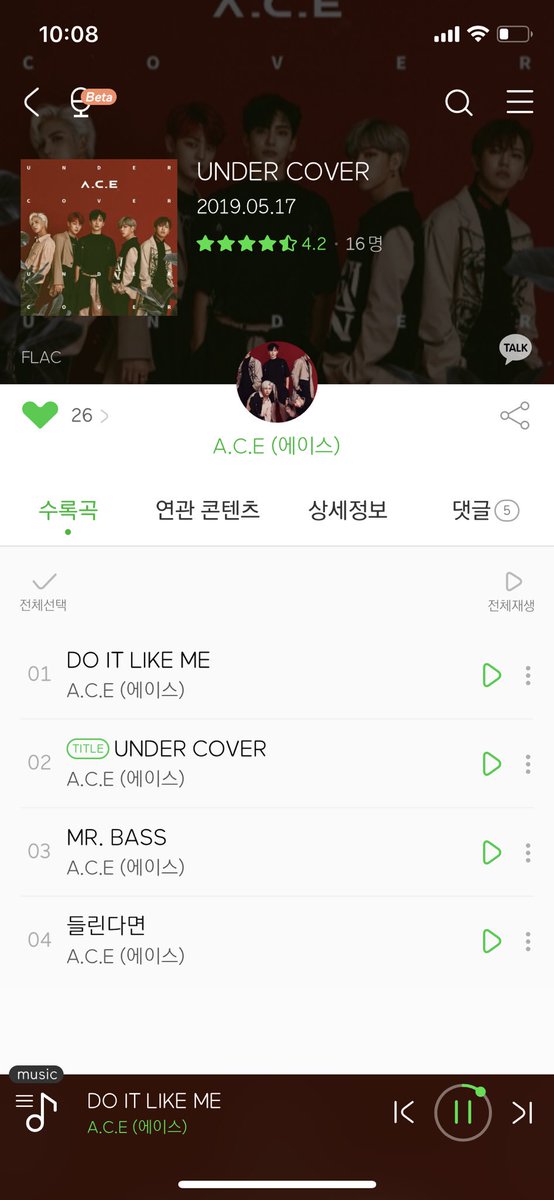 A.C.E
UNDER COVER
10:08
C O V E R
Beta
U N D E R
A.C.E
C O V E R
U N D E R
C O V E R
UNDER COVER
2019.05.17
4.2 · 16명
U N D E R
FLAC
TALK
26
A.C.E (에이스)
수록곡 연관 콘텐츠 상세정보 댓글 5
전체선택 전체재생
01 DO IT LIKE ME
A.C.E (에이스)
02 TITLE UNDER COVER
A.C.E (에이스)
03 MR. BASS
A.C.E (에이스)
04 들린다면
A.C.E (에이스)
music
DO IT LIKE ME
A.C.E (에이스)